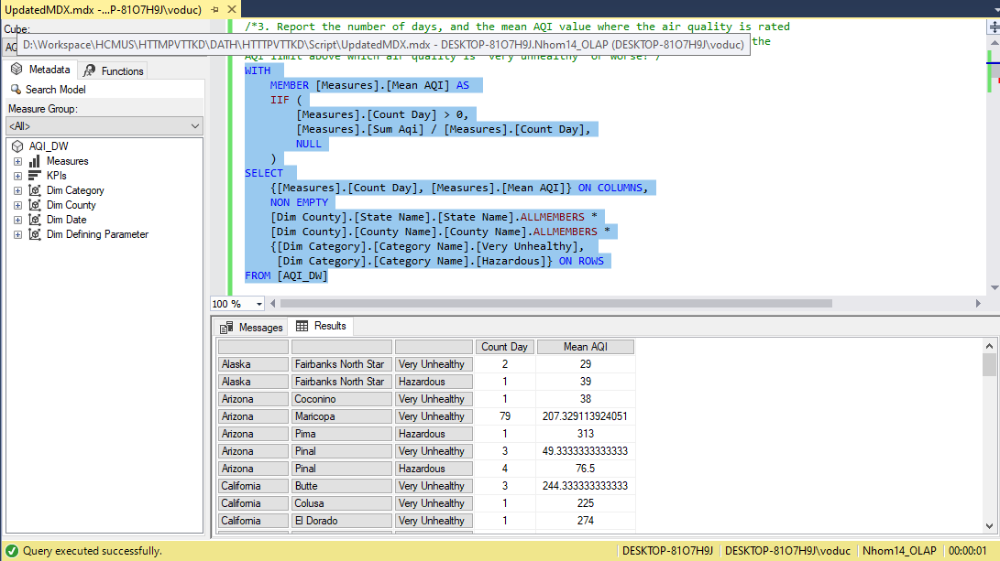 UpdatedMDX.mdx -...P-81O7H9J\voduc)
Cube:
AQ
D:\Workspace\HCMUS\HTTMPVTTKD\DATH\HTTTPVTTKD\Script\UpdatedMDX.mdx - DESKTOP-81O7H9J.Nhom14_OLAP (DESKTOP-81O7H9J\voduc)
Metadata
Functions
Search Model
Measure Group:
<All>
AQI_DW
Measures
KPIs
Dim Category
Dim County
Dim Date
Dim Defining Parameter
/*3. Report the number of days, and the mean AQI value where the air quality is rated
the
AQI limit above which air quality is "very unhealthy" or worse?*/
WITH
MEMBER [Measures].[Mean AQI] AS
IIF (
[Measures].[Count Day] > 0,
[Measures].[Sum Aqi] / [Measures].[Count Day],
NULL
)
SELECT
{[Measures].[Count Day], [Measures].[Mean AQI]} ON COLUMNS,
NON EMPTY
[Dim County].[State Name].[State Name].ALLMEMBERS *
[Dim County].[County Name].[County Name].ALLMEMBERS *
{[Dim Category].[Category Name].[Very Unhealthy],
[Dim Category].[Category Name].[Hazardous]} ON ROWS
FROM [AQI_DW]
100 %
Messages
Results
Count Day Mean AQI
Alaska Fairbanks North Star Very Unhealthy 2 29
Alaska Fairbanks North Star Hazardous 1 39
Arizona Coconino Very Unhealthy 1 38
Arizona Maricopa Very Unhealthy 79 207.329113924051
Arizona Pima Hazardous 1 313
Arizona Pinal Very Unhealthy 3 49.3333333333333
Arizona Pinal Hazardous 4 76.5
California Butte Very Unhealthy 3 244.333333333333
California Colusa Very Unhealthy 1 225
California El Dorado Very Unhealthy 1 274
Query executed successfully.
DESKTOP-81O7H9J
DESKTOP-81O7H9J\voduc
Nhom14_OLAP
00:00:01